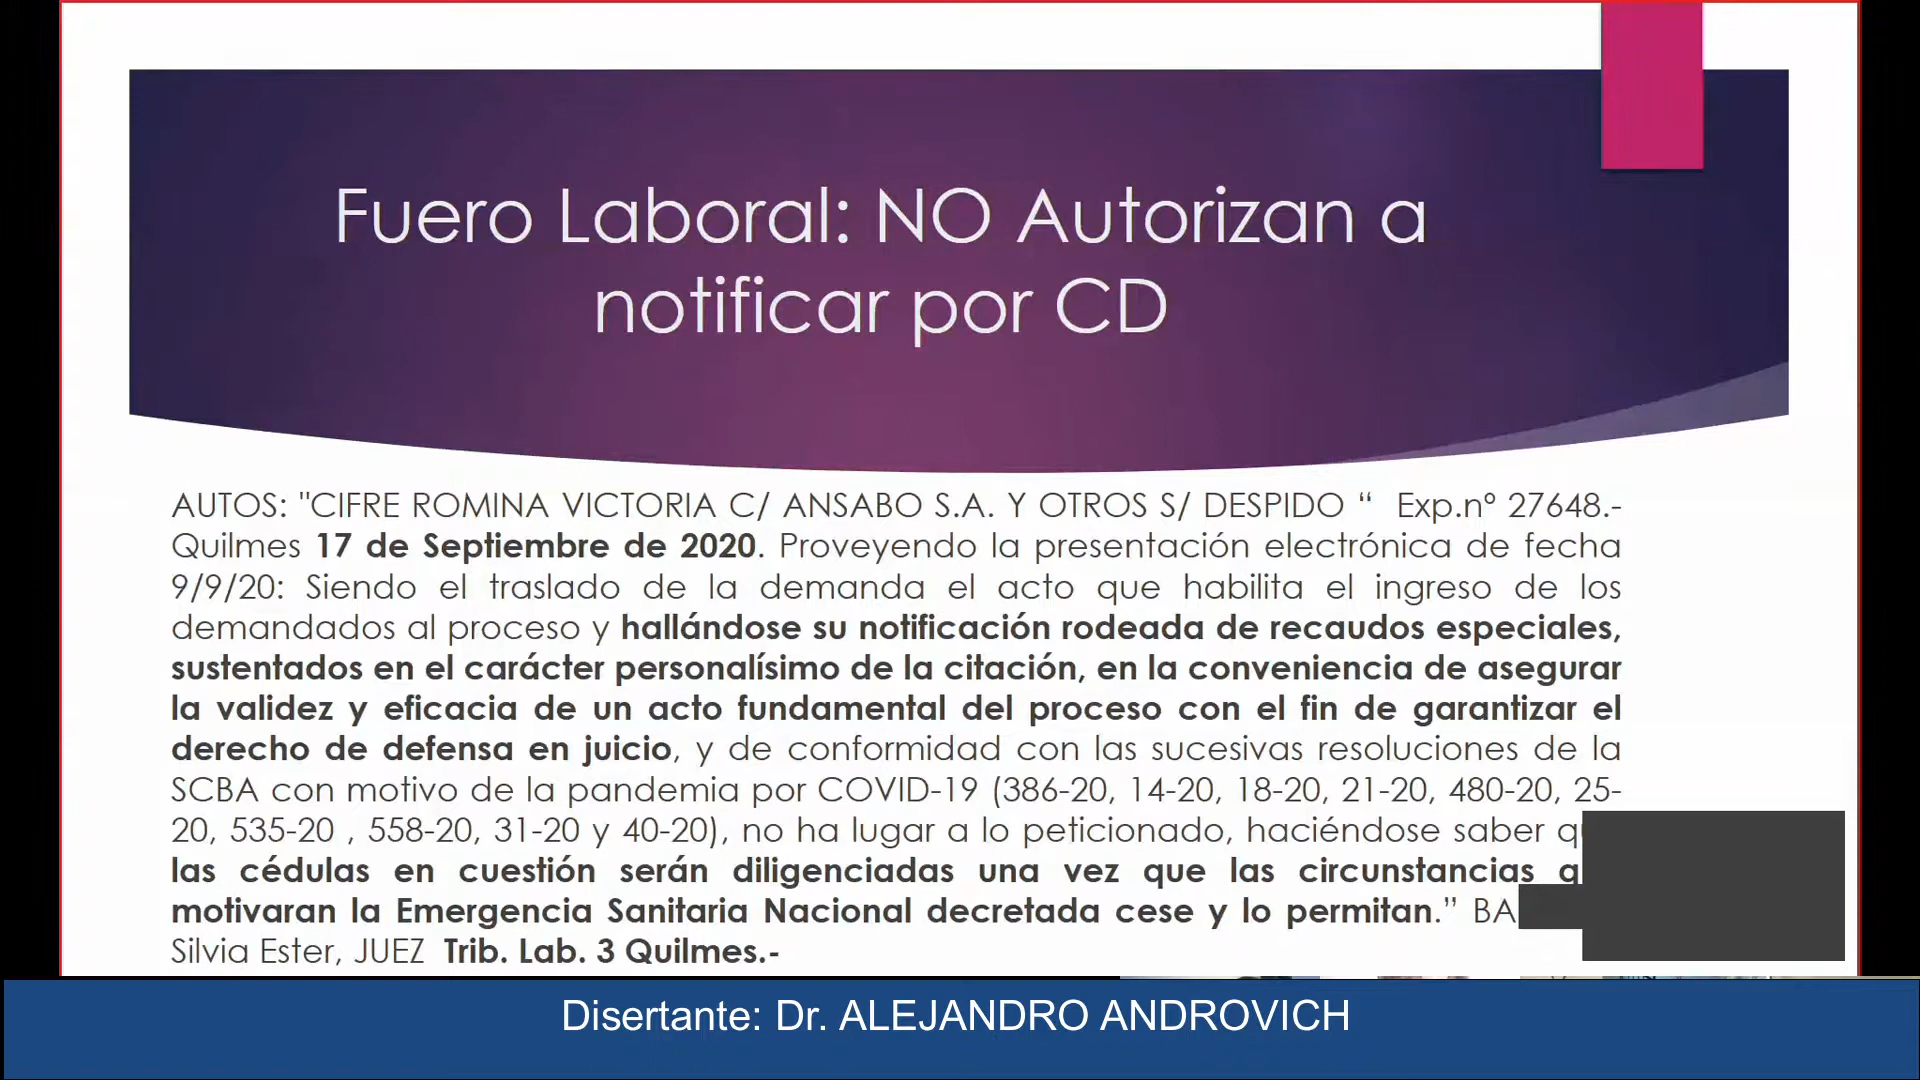 Fuero Laboral: NO Autorizan a
notificar por CD
AUTOS: "CIFRE ROMINA VICTORIA C/ ANSABO S.A. Y OTROS S/ DESPIDO “ Exp.nº 27648.-
Quilmes 17 de Septiembre de 2020. Proveyendo la presentación electrónica de fecha
9/9/20: Siendo el traslado de la demanda el acto que habilita el ingreso de los
demandados al proceso y hallándose su notificación rodeada de recaudos especiales,
sustentados en el carácter personalísimo de la citación, en la conveniencia de asegurar
la validez y eficacia de un acto fundamental del proceso con el fin de garantizar el
derecho de defensa en juicio, y de conformidad con las sucesivas resoluciones de la
SCBA con motivo de la pandemia por COVID-19 (386-20, 14-20, 18-20, 21-20, 480-20, 25-
20, 535-20 , 558-20, 31-20 y 40-20), no ha lugar a lo peticionado, haciéndose saber
las cédulas en cuestión serán diligenciadas una vez que las circunstancias
motivaran la Emergencia Sanitaria Nacional decretada cese y lo permitan.”
Silvia Ester, JUEZ Trib. Lab. 3 Quilmes.-
Disertante: Dr. ALEJANDRO ANDROVICH